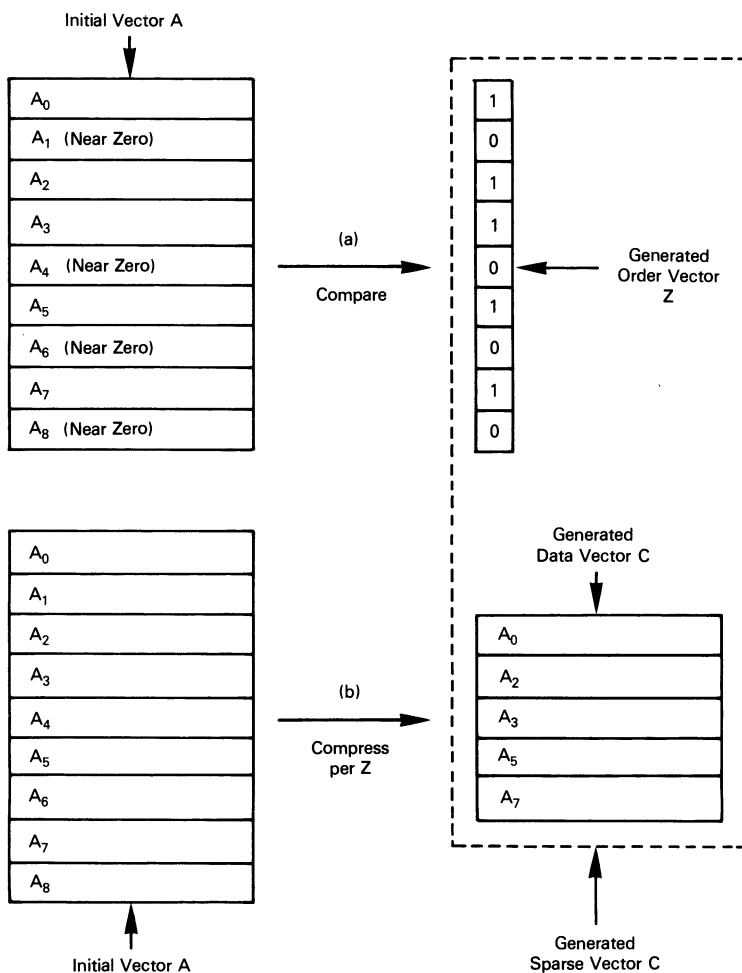 Initial Vector A
A₀
A₁ (Near Zero)
A₂
A₃
A₄ (Near Zero)
A₅
A₆ (Near Zero)
A₇
A₈ (Near Zero)
(a)
Compare
1
0
1
1
0
1
0
1
0
Generated
Order Vector
Z
A₀
A₁
A₂
A₃
A₄
A₅
A₆
A₇
A₈
Initial Vector A
(b)
Compress
per Z
Generated
Data Vector C
A₀
A₂
A₃
A₅
A₇
Generated
Sparse Vector C